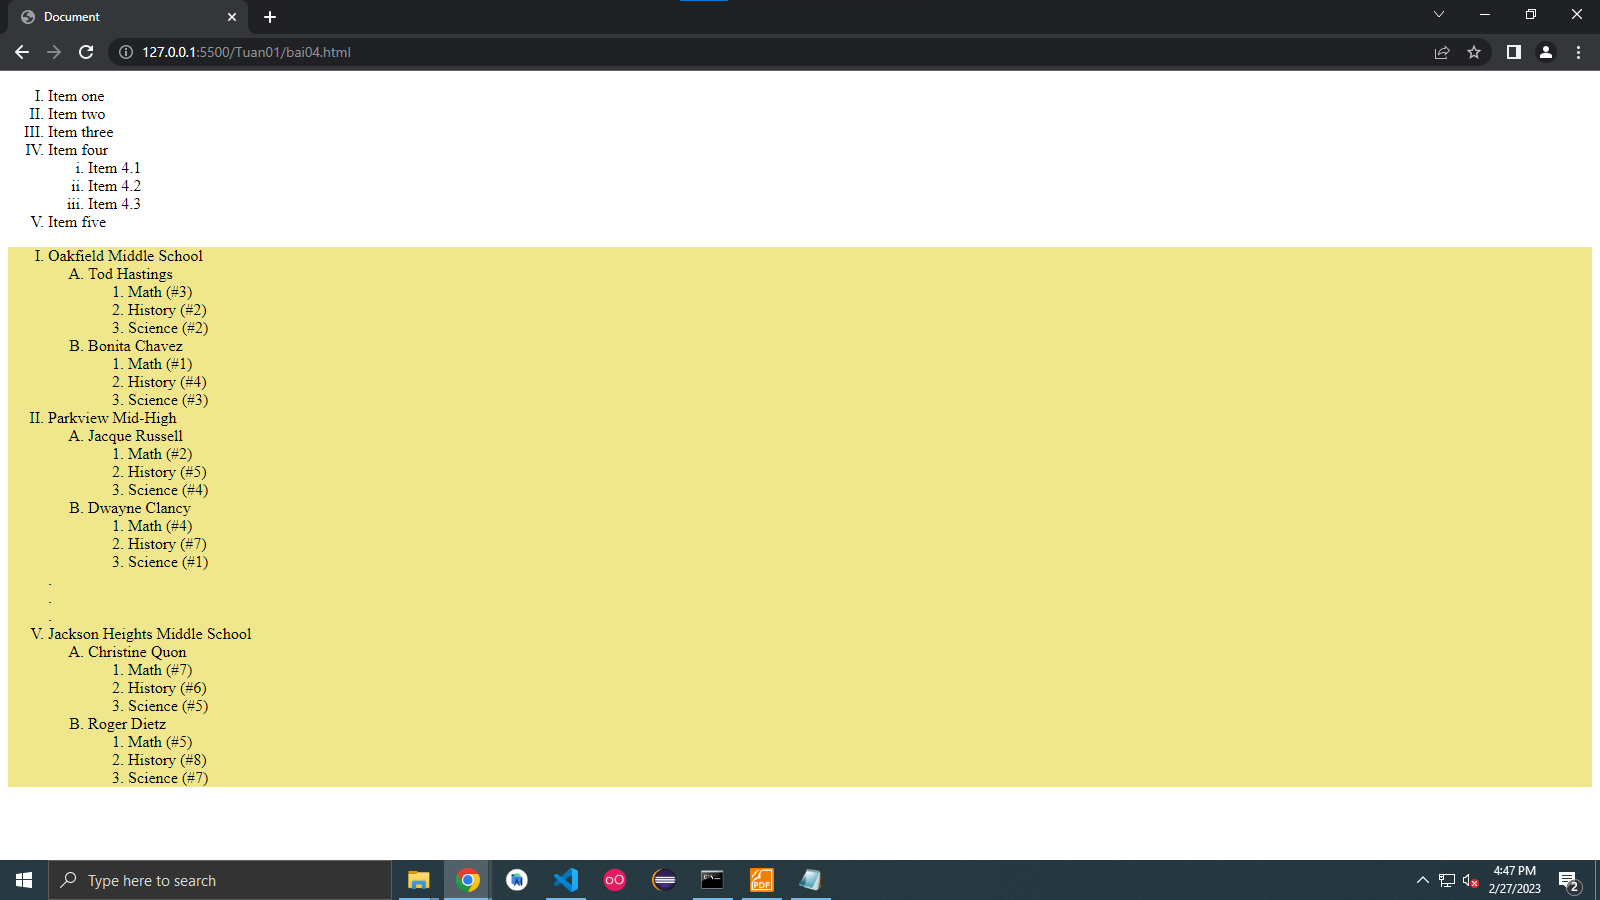 Document
127.0.0.1:5500/Tuan01/bai04.html
I. Item one
II. Item two
III. Item three
IV. Item four
i. Item 4.1
ii. Item 4.2
iii. Item 4.3
V. Item five
I. Oakfield Middle School
A. Tod Hastings
1. Math (#3)
2. History (#2)
3. Science (#2)
B. Bonita Chavez
1. Math (#1)
2. History (#4)
3. Science (#3)
II. Parkview Mid-High
A. Jacque Russell
1. Math (#2)
2. History (#5)
3. Science (#4)
B. Dwayne Clancy
1. Math (#4)
2. History (#7)
3. Science (#1)
.
.
.
V. Jackson Heights Middle School
A. Christine Quon
1. Math (#7)
2. History (#6)
3. Science (#5)
B. Roger Dietz
1. Math (#5)
2. History (#8)
3. Science (#7)
Type here to search
PDF
4:47 PM
2/27/2023
2